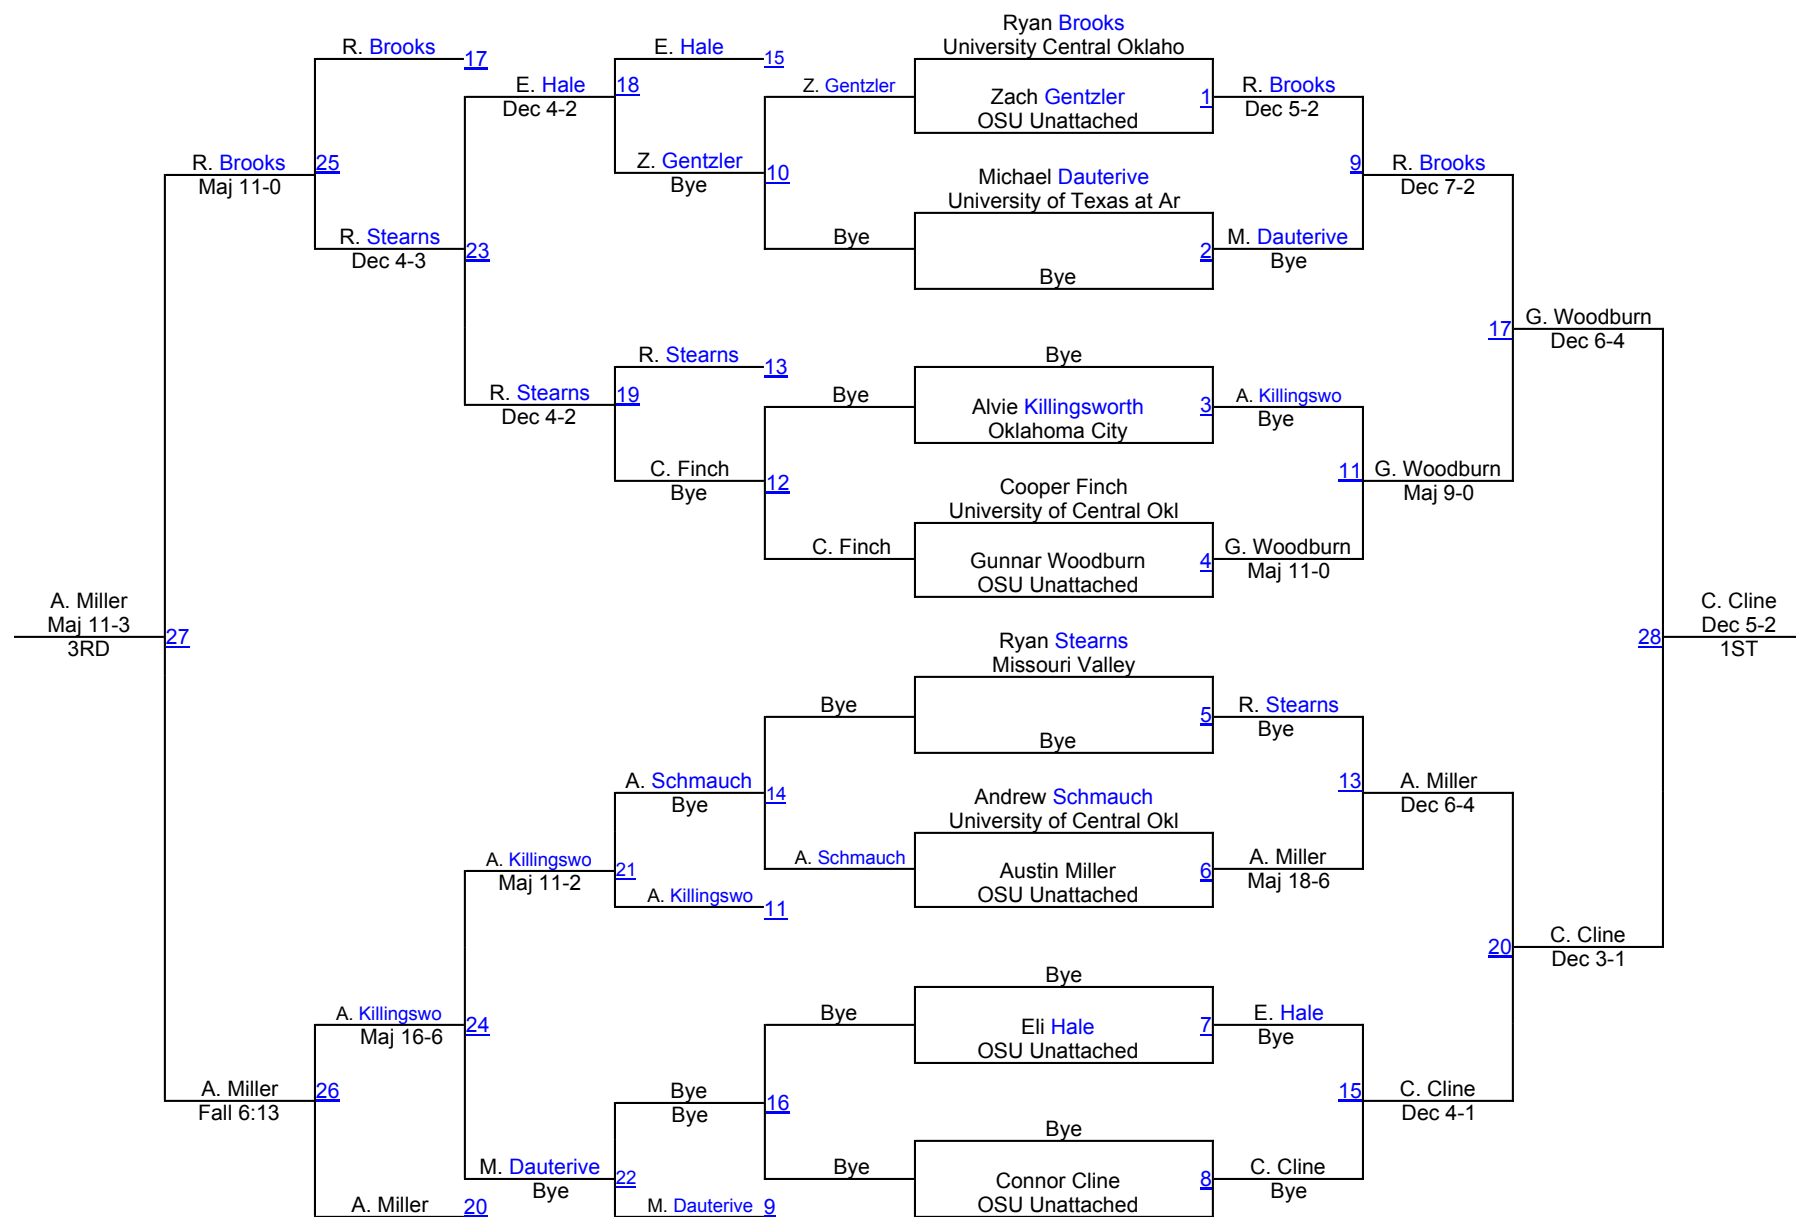 Ryan Brooks
University Central Oklaho
R. Brooks
17
E. Hale
15
E. Hale
18
Dec 4-2
Z. Gentzler
Zach Gentzler
OSU Unattached
1
R. Brooks
Dec 5-2
R. Brooks
25
Maj 11-0
Z. Gentzler
10
Bye
Michael Dauterive
University of Texas at Ar
9
R. Brooks
Dec 7-2
R. Stearns
23
Dec 4-3
Bye
Bye
2
M. Dauterive
Bye
17
G. Woodburn
Dec 6-4
R. Stearns
13
Bye
R. Stearns
19
Dec 4-2
Bye
Alvie Killingsworth
Oklahoma City
3
A. Killingswo
Bye
C. Finch
12
Bye
Cooper Finch
University of Central Okl
11
G. Woodburn
Maj 9-0
C. Finch
Gunnar Woodburn
OSU Unattached
4
G. Woodburn
Maj 11-0
A. Miller
Maj 11-3
3RD
27
28
C. Cline
Dec 5-2
1ST
Ryan Stearns
Missouri Valley
Bye
Bye
5
R. Stearns
Bye
A. Schmauch
14
Bye
Andrew Schmauch
University of Central Okl
13
A. Miller
Dec 6-4
A. Killingswo
21
Maj 11-2
A. Schmauch
Austin Miller
OSU Unattached
6
A. Miller
Maj 18-6
A. Killingswo
11
20
C. Cline
Dec 3-1
Bye
A. Killingswo
24
Maj 16-6
Bye
Eli Hale
OSU Unattached
7
E. Hale
Bye
A. Miller
26
Fall 6:13
Bye
16
Bye
15
C. Cline
Dec 4-1
Bye
M. Dauterive
22
Bye
Bye
Connor Cline
OSU Unattached
8
C. Cline
Bye
A. Miller
20
M. Dauterive
9